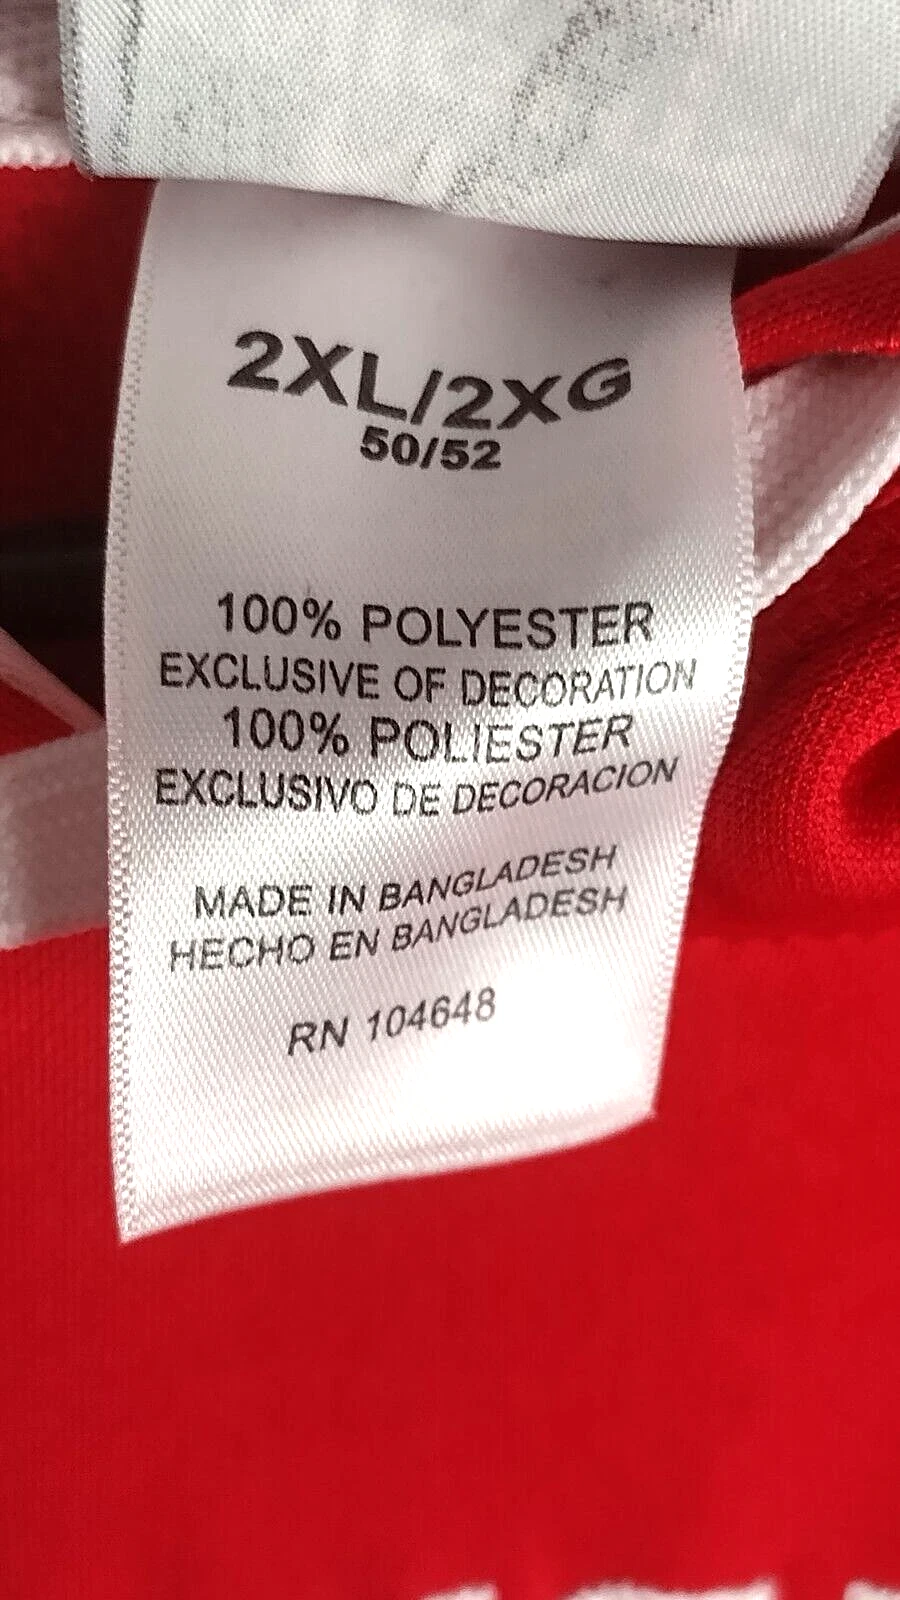 2XL/2XG
50/52
100% POLYESTER
EXCLUSIVE OF DECORATION
100% POLIESTER
EXCLUSIVO DE DECORACION
MADE IN BANGLADESH
HECHO EN BANGLADESH
RN 104648